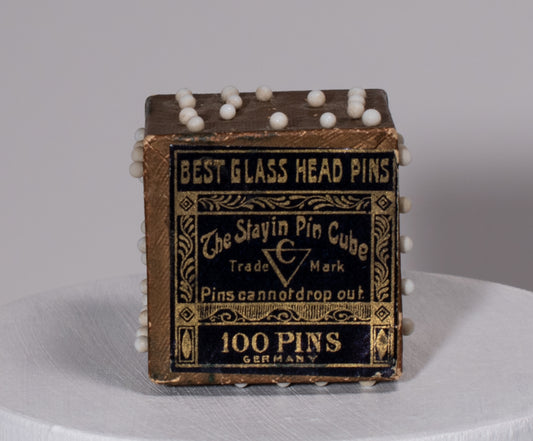 BEST GLASS HEAD PINS
The Stayin Pin Cube
C
Trade Mark
Pins cannot drop out.
100 PINS
GERMANY